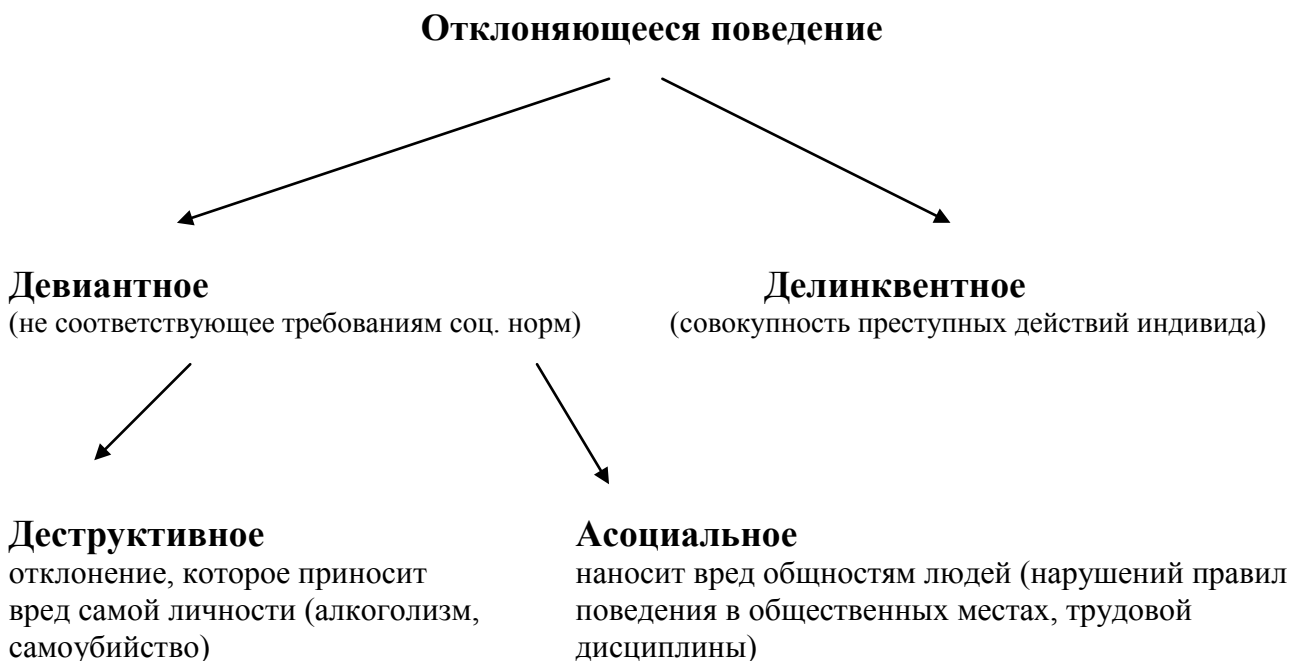 Отклоняющееся поведение
Девиантное
(не соответствующее требованиям соц. норм)
Делинквентное
(совокупность преступных действий индивида)
Деструктивное
отклонение, которое приносит
вред самой личности (алкоголизм,
самоубийство)
Асоциальное
наносит вред общностям людей (нарушений правил
поведения в общественных местах, трудовой
дисциплины)